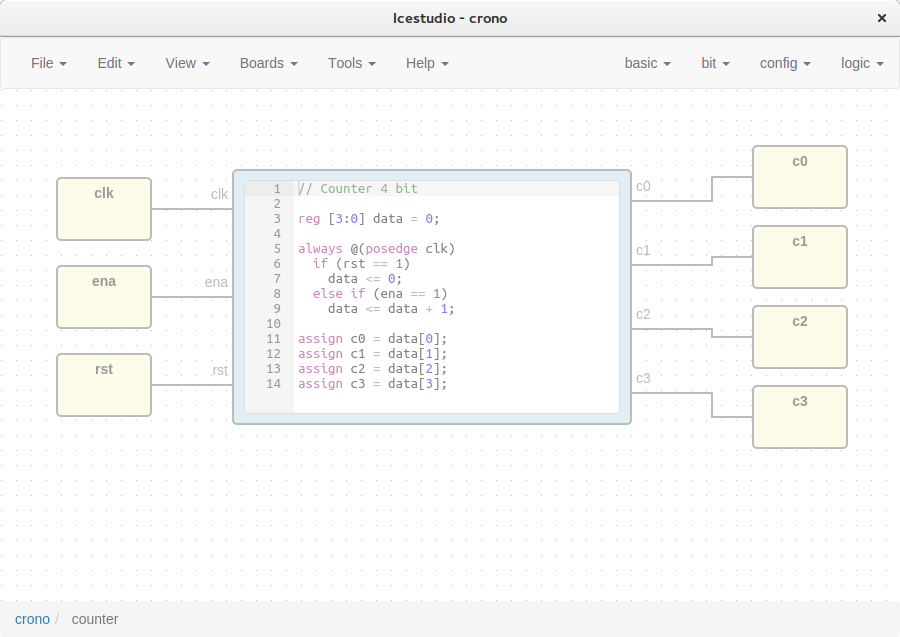 Icestudio - crono ×
File Edit View Boards Tools Help basic bit config logic
clk
ena
rst
clk
ena
rst
1 // Counter 4 bit
2
3 reg [3:0] data = 0;
4
5 always @(posedge clk)
6 if (rst == 1)
7 data <= 0;
8 else if (ena == 1)
9 data <= data + 1;
10
11 assign c0 = data[0];
12 assign c1 = data[1];
13 assign c2 = data[2];
14 assign c3 = data[3];
c0
c1
c2
c3
c0
c1
c2
c3
crono / counter